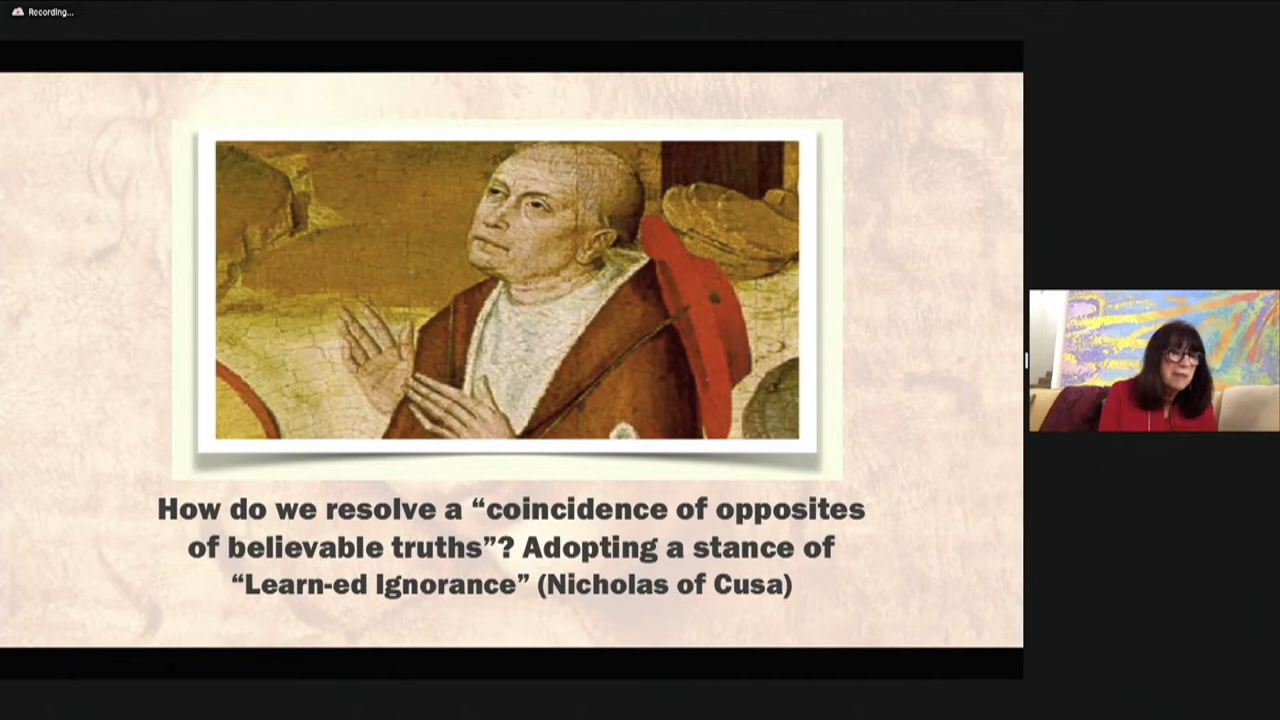 Recording...
How do we resolve a “coincidence of opposites
of believable truths”? Adopting a stance of
“Learn-ed Ignorance” (Nicholas of Cusa)